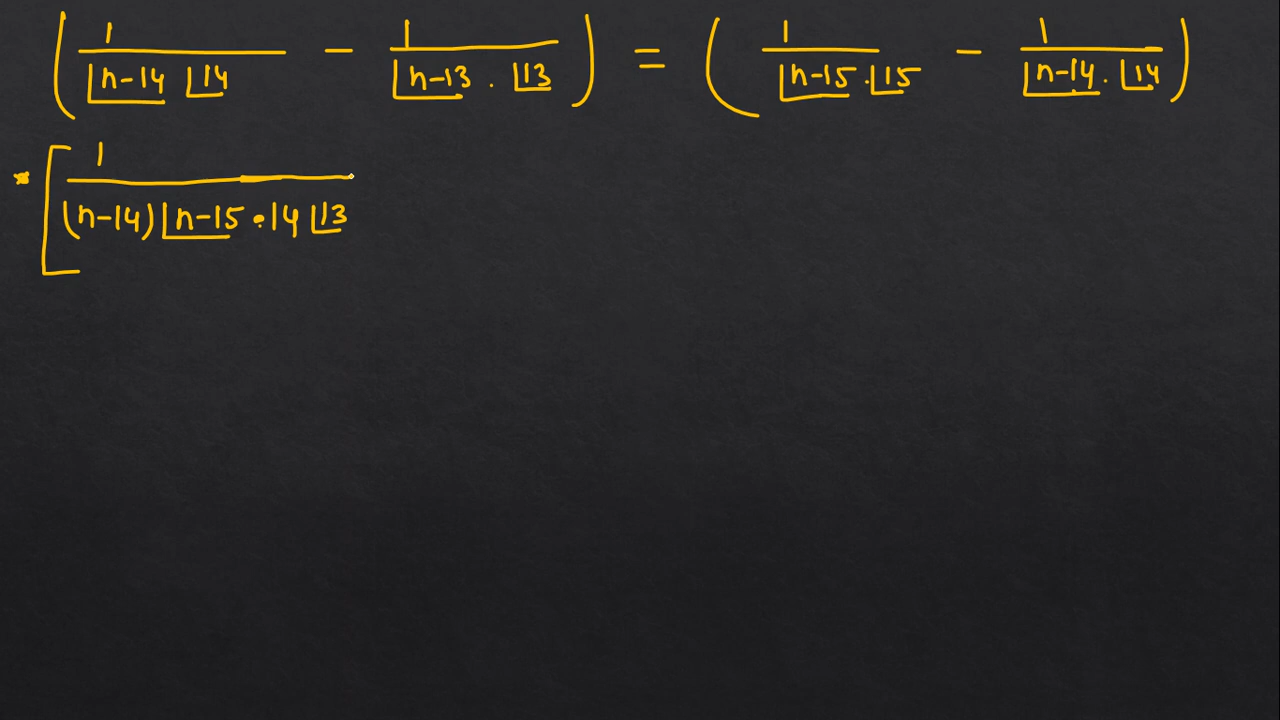 ( 1 / |n-14 |14 - 1 / |n-13 . |13 ) = ( 1 / |n-15 . |15 - 1 / |n-14 . |14 )
* [ 1 / (n-14) |n-15 • 14 |13